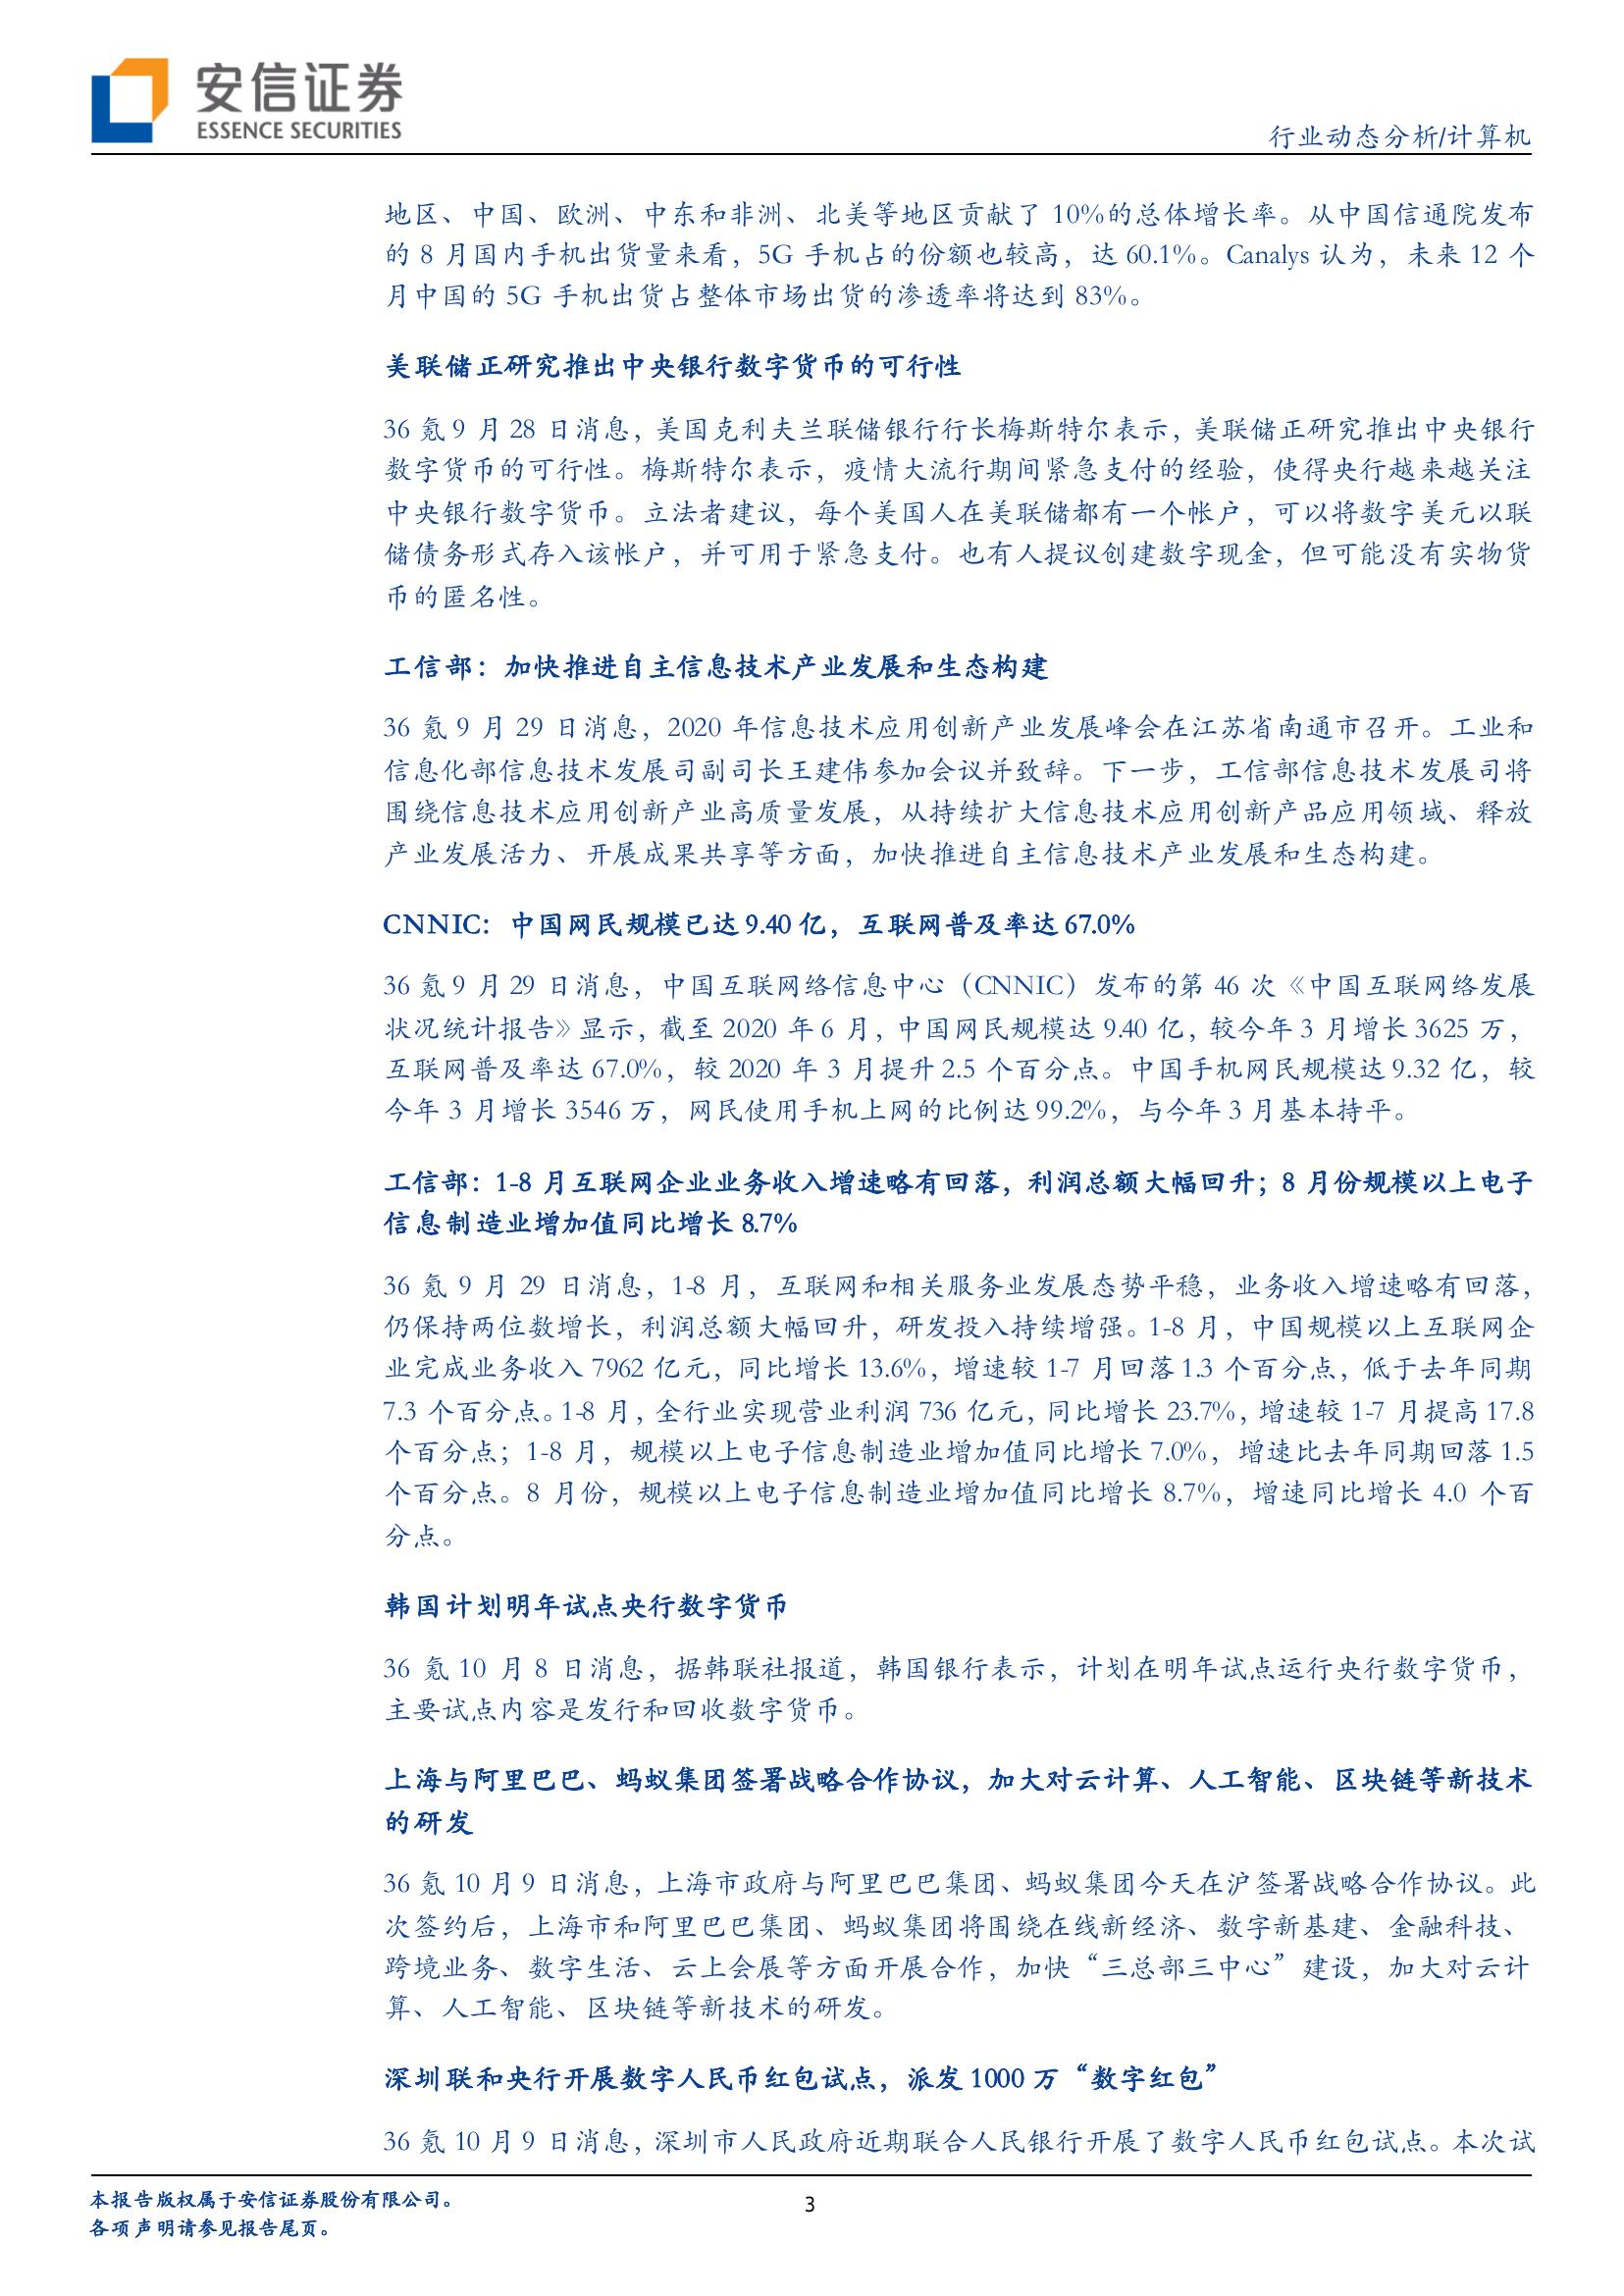 安信证券
ESSENCE SECURITIES
行业动态分析/计算机
地区、中国、欧洲、中东和非洲、北美等地区贡献了 10%的总体增长率。从中国信通院发布
的 8 月国内手机出货量来看，5G 手机占的份额也较高，达 60.1%。Canalys 认为，未来 12 个
月中国的 5G 手机出货占整体市场出货的渗透率将达到 83%。
美联储正研究推出中央银行数字货币的可行性
36 氪 9 月 28 日消息，美国克利夫兰联储银行行长梅斯特尔表示，美联储正研究推出中央银行
数字货币的可行性。梅斯特尔表示，疫情大流行期间紧急支付的经验，使得央行越来越关注
中央银行数字货币。立法者建议，每个美国人在美联储都有一个帐户，可以将数字美元以联
储债务形式存入该帐户，并可用于紧急支付。也有人提议创建数字现金，但可能没有实物货
币的匿名性。
工信部：加快推进自主信息技术产业发展和生态构建
36 氪 9 月 29 日消息，2020 年信息技术应用创新产业发展峰会在江苏省南通市召开。工业和
信息化部信息技术发展司副司长王建伟参加会议并致辞。下一步，工信部信息技术发展司将
围绕信息技术应用创新产业高质量发展，从持续扩大信息技术应用创新产品应用领域、释放
产业发展活力、开展成果共享等方面，加快推进自主信息技术产业发展和生态构建。
CNNIC：中国网民规模已达 9.40 亿，互联网普及率达 67.0%
36 氪 9 月 29 日消息，中国互联网络信息中心（CNNIC）发布的第 46 次《中国互联网络发展
状况统计报告》显示，截至 2020 年 6 月，中国网民规模达 9.40 亿，较今年 3 月增长 3625 万，
互联网普及率达 67.0%，较 2020 年 3 月提升 2.5 个百分点。中国手机网民规模达 9.32 亿，较
今年 3 月增长 3546 万，网民使用手机上网的比例达 99.2%，与今年 3 月基本持平。
工信部：1-8 月互联网企业业务收入增速略有回落，利润总额大幅回升；8 月份规模以上电子
信息制造业增加值同比增长 8.7%
36 氪 9 月 29 日消息，1-8 月，互联网和相关服务业发展态势平稳，业务收入增速略有回落，
仍保持两位数增长，利润总额大幅回升，研发投入持续增强。1-8 月，中国规模以上互联网企
业完成业务收入 7962 亿元，同比增长 13.6%，增速较 1-7 月回落 1.3 个百分点，低于去年同期
7.3 个百分点。1-8 月，全行业实现营业利润 736 亿元，同比增长 23.7%，增速较 1-7 月提高 17.8
个百分点；1-8 月，规模以上电子信息制造业增加值同比增长 7.0%，增速比去年同期回落 1.5
个百分点。8 月份，规模以上电子信息制造业增加值同比增长 8.7%，增速同比增长 4.0 个百
分点。
韩国计划明年试点央行数字货币
36 氪 10 月 8 日消息，据韩联社报道，韩国银行表示，计划在明年试点运行央行数字货币，
主要试点内容是发行和回收数字货币。
上海与阿里巴巴、蚂蚁集团签署战略合作协议，加大对云计算、人工智能、区块链等新技术
的研发
36 氪 10 月 9 日消息，上海市政府与阿里巴巴集团、蚂蚁集团今天在沪签署战略合作协议。此
次签约后，上海市和阿里巴巴集团、蚂蚁集团将围绕在线新经济、数字新基建、金融科技、
跨境业务、数字生活、云上会展等方面开展合作，加快“三总部三中心”建设，加大对云计
算、人工智能、区块链等新技术的研发。
深圳联和央行开展数字人民币红包试点，派发 1000 万“数字红包”
36 氪 10 月 9 日消息，深圳市人民政府近期联合人民银行开展了数字人民币红包试点。本次试
本报告版权属于安信证券股份有限公司。
各项声明请参见报告尾页。
3